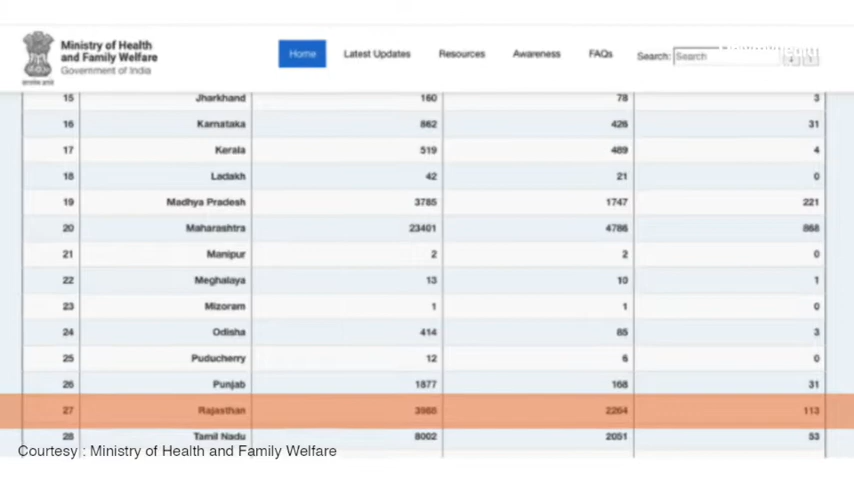 Ministry of Health
and Family Welfare
Government of India
Home Latest Updates Resources Awareness FAQs Search: Search
15 Jharkhand 160 78 3
16 Karnataka 862 426 31
17 Kerala 519 489 4
18 Ladakh 42 21 0
19 Madhya Pradesh 3785 1747 221
20 Maharashtra 23401 4786 868
21 Manipur 2 2 0
22 Meghalaya 13 10 1
23 Mizoram 1 1 0
24 Odisha 414 85 3
25 Puducherry 12 6 0
26 Punjab 1877 168 31
27 Rajasthan 3988 2264 113
28 Tamil Nadu 8002 2051 53
Courtesy : Ministry of Health and Family Welfare